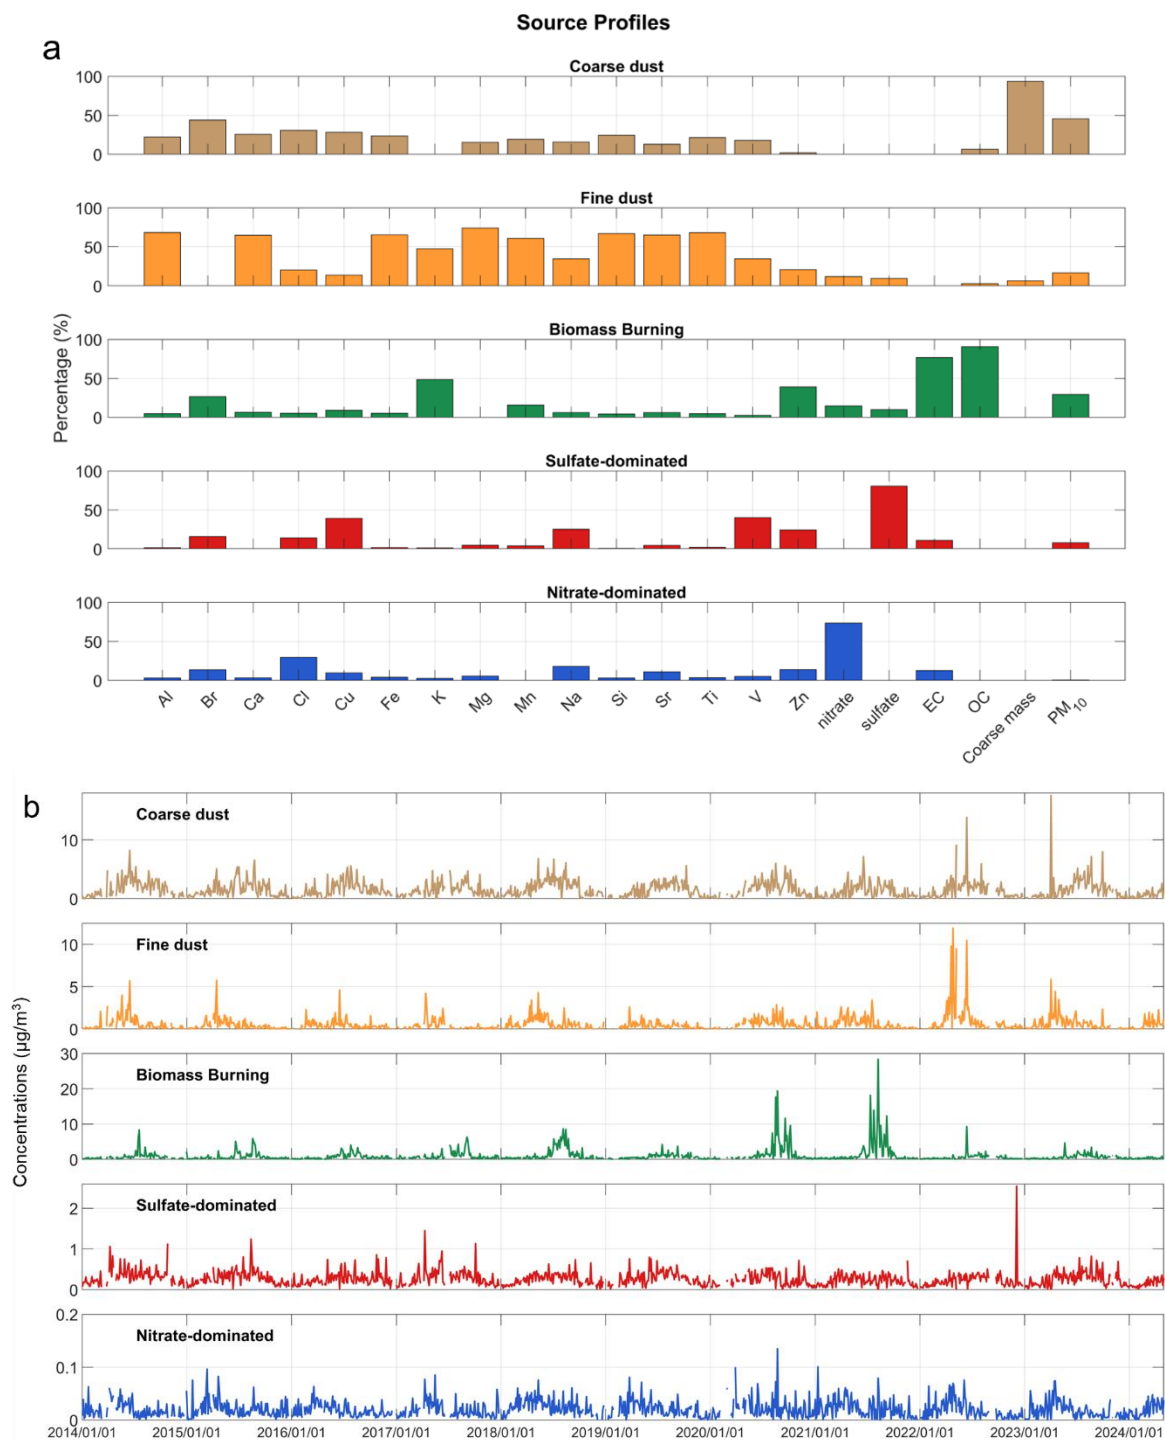 Source Profiles
a
Coarse dust
100
50
0
Fine dust
100
50
0
Biomass Burning
100
50
0
Sulfate-dominated
100
50
0
Nitrate-dominated
100
50
0
Percentage (%)
Al Br Ca Cl Cu Fe K Mg Mn Na Si Sr Ti V Zn nitrate sulfate EC OC Coarse mass PM10
b
Coarse dust
10
0
Fine dust
10
5
0
Biomass Burning
30
20
10
0
Sulfate-dominated
2
1
0
Nitrate-dominated
0.2
0.1
0
Concentrations (µg/m³)
2014/01/01 2015/01/01 2016/01/01 2017/01/01 2018/01/01 2019/01/01 2020/01/01 2021/01/01 2022/01/01 2023/01/01 2024/01/01